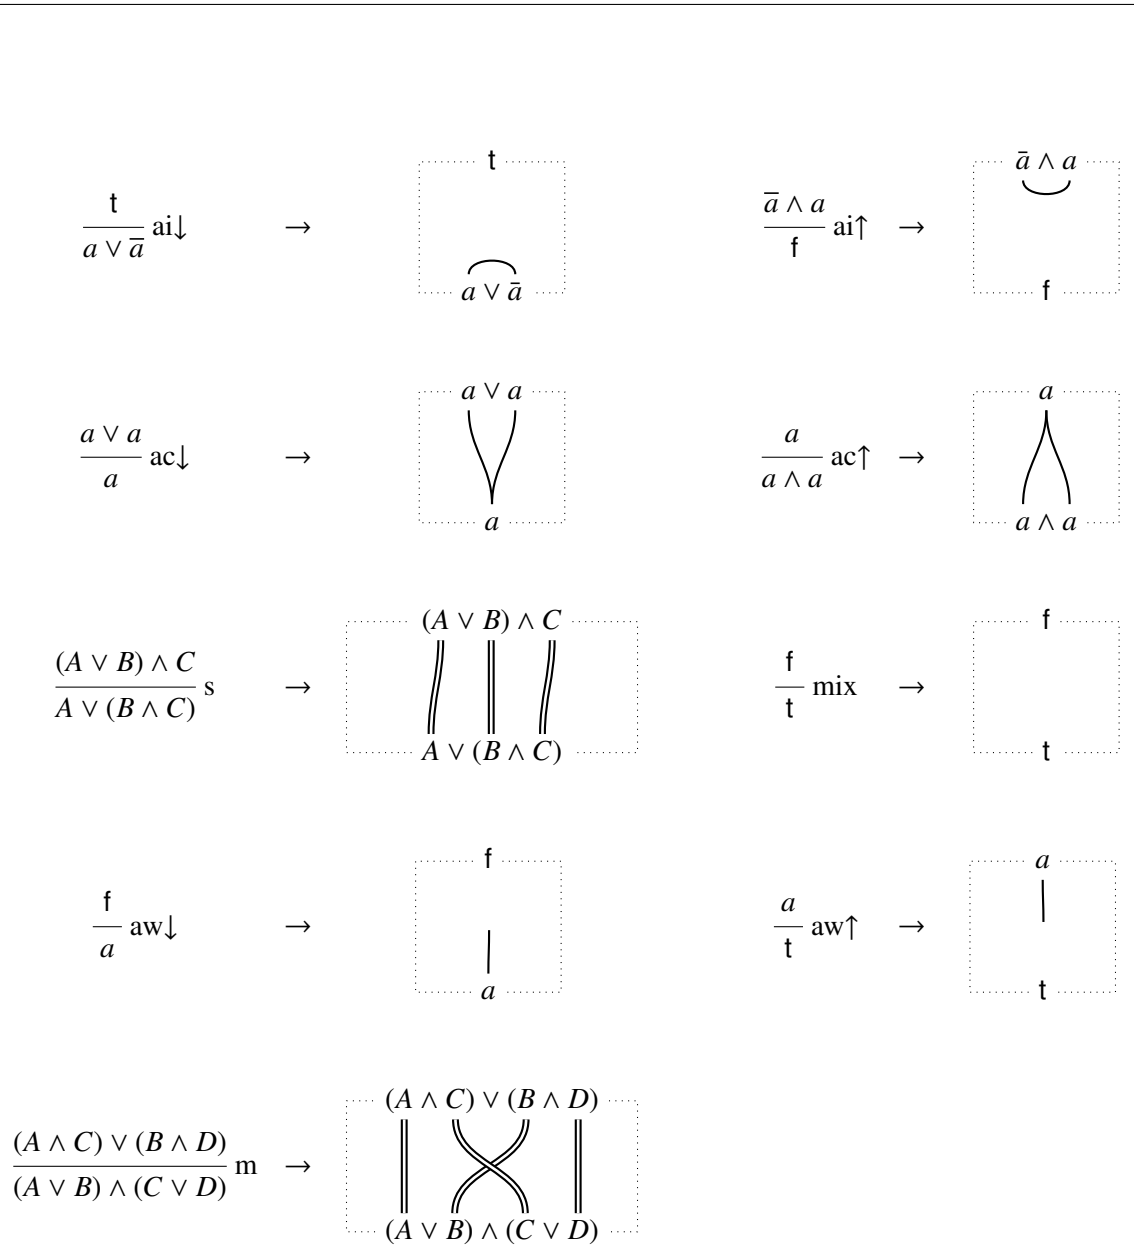 t / a ∨ a̅ ai↓ → t a ∨ ā
a̅ ∧ a / f ai↑ → ā ∧ a f
a ∨ a / a ac↓ → a ∨ a a
a / a ∧ a ac↑ → a a ∧ a
(A ∨ B) ∧ C / A ∨ (B ∧ C) s → (A ∨ B) ∧ C A ∨ (B ∧ C)
f / t mix → f t
f / a aw↓ → f a
a / t aw↑ → a t
(A ∧ C) ∨ (B ∧ D) / (A ∨ B) ∧ (C ∨ D) m → (A ∧ C) ∨ (B ∧ D) (A ∨ B) ∧ (C ∨ D)